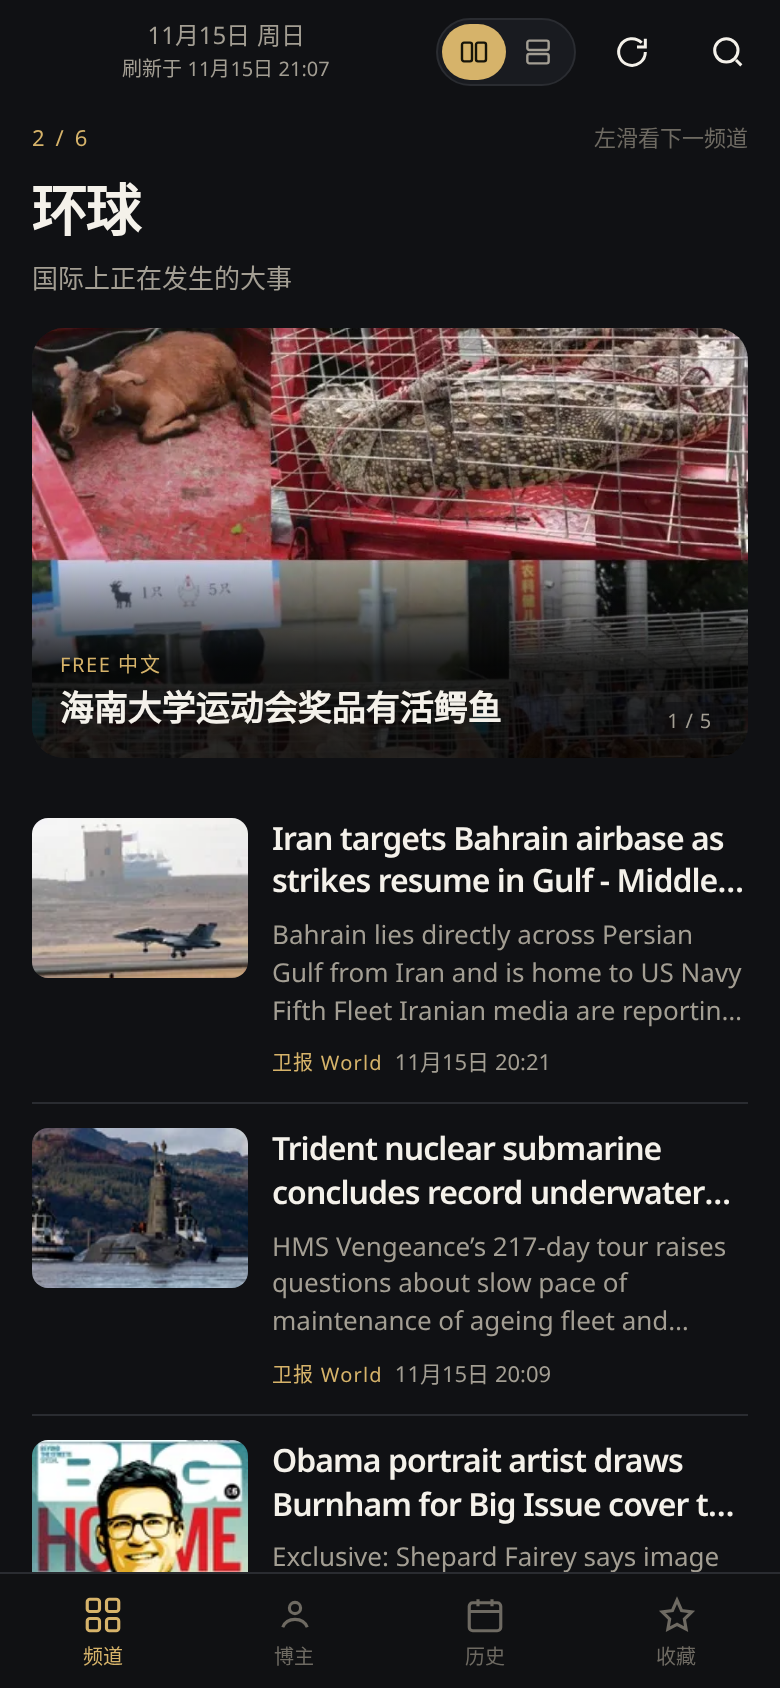 11月15日 周日
刷新于 11月15日 21:07
2 / 6
左滑看下一频道
环球
国际上正在发生的大事
1只 5只
FREE 中文
海南大学运动会奖品有活鳄鱼
1 / 5
Iran targets Bahrain airbase as
strikes resume in Gulf - Middle...
Bahrain lies directly across Persian
Gulf from Iran and is home to US Navy
Fifth Fleet Iranian media are reportin...
卫报 World 11月15日 20:21
Trident nuclear submarine
concludes record underwater...
HMS Vengeance’s 217-day tour raises
questions about slow pace of
maintenance of ageing fleet and...
卫报 World 11月15日 20:09
BIG
HOME
Obama portrait artist draws
Burnham for Big Issue cover t...
Exclusive: Shepard Fairey says image
频道
博主
历史
收藏